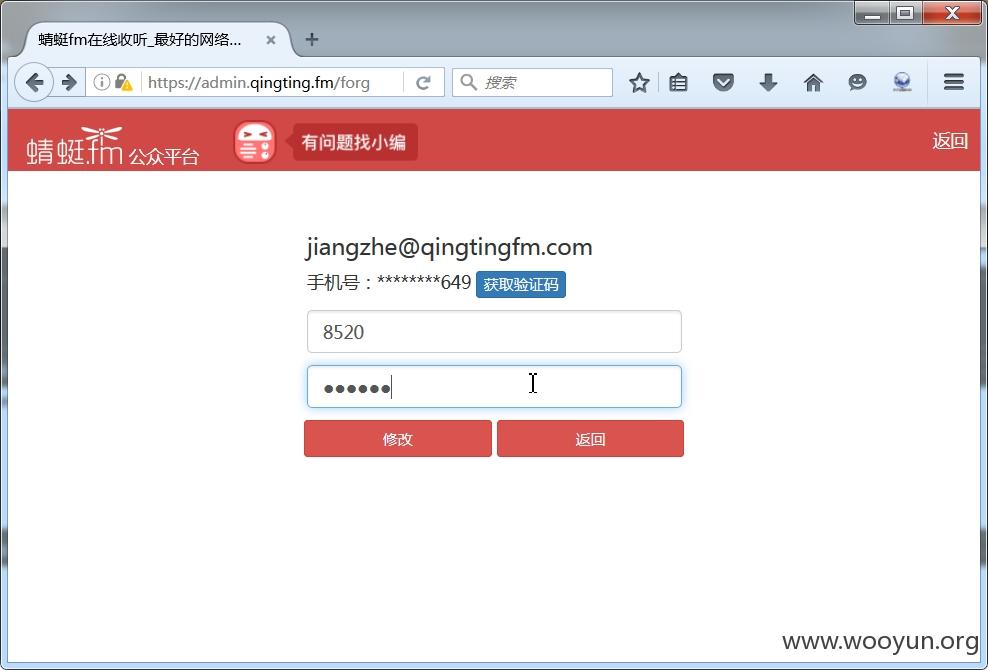 蜻蜓fm在线收听_最好的网络...
https://admin.qingting.fm/forg
搜索
蜻蜓.fm 公众平台
有问题找小编
返回
jiangzhe@qingtingfm.com
手机号：********649 获取验证码
8520
●●●●●●
修改 返回
www.wooyun.org